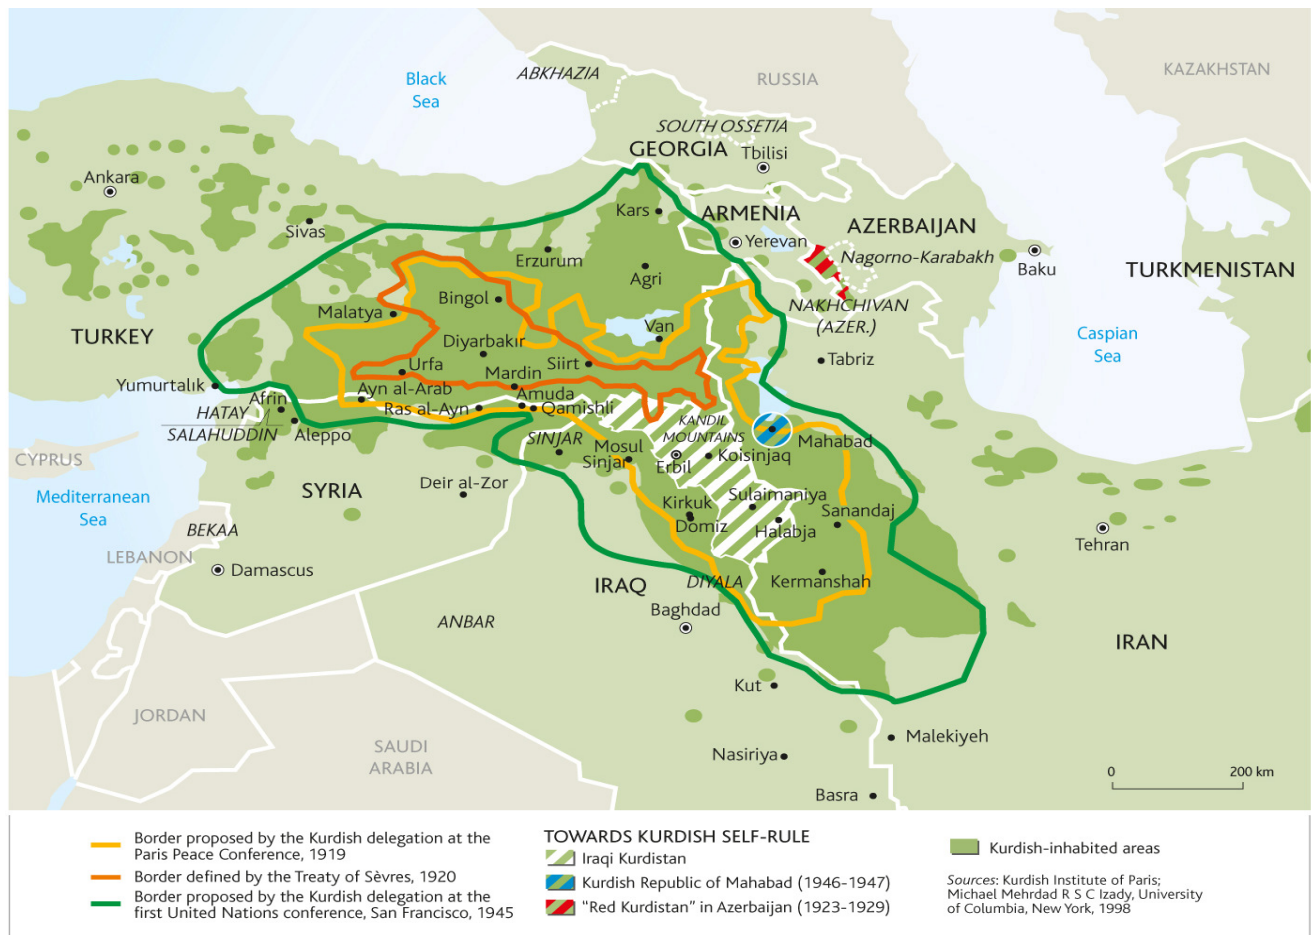 ABKHAZIA
RUSSIA
KAZAKHSTAN
Black
Sea
SOUTH OSSETIA
GEORGIA
Tbilisi
Ankara
Kars
ARMENIA
AZERBAIJAN
Sivas
Yerevan
Nagorno-Karabakh
Baku
TURKMENISTAN
Erzurum
Agri
NAKHCHIVAN
(AZER.)
Bingol
Malatya
Van
TURKEY
Caspian
Sea
Diyarbakır
Tabriz
Siirt
Urfa
Mardin
Yumurtalık
Ayn al-Arab
Amuda
Afrin
Ras al-Ayn
Qamishli
HATAY
KANDIL
MOUNTAINS
SALAHUDDIN
Aleppo
SINJAR
Mosul
Mahabad
CYPRUS
Sinjar
Erbil
Koisinjaq
Mediterranean
Sea
SYRIA
Deir al-Zor
Sulaimaniya
Kirkuk
Domiz
Sanandaj
Halabja
BEKAA
Tehran
LEBANON
Damascus
IRAQ
DIYALA
Kermanshah
Baghdad
ANBAR
IRAN
Kut
JORDAN
Malekiyeh
SAUDI
ARABIA
Nasiriya
0 200 km
Basra
Border proposed by the Kurdish delegation at the
Paris Peace Conference, 1919
Border defined by the Treaty of Sèvres, 1920
Border proposed by the Kurdish delegation at the
first United Nations conference, San Francisco, 1945
TOWARDS KURDISH SELF-RULE
Iraqi Kurdistan
Kurdish Republic of Mahabad (1946-1947)
“Red Kurdistan” in Azerbaijan (1923-1929)
Kurdish-inhabited areas
Sources: Kurdish Institute of Paris;
Michael Mehrdad R S C Izady, University
of Columbia, New York, 1998